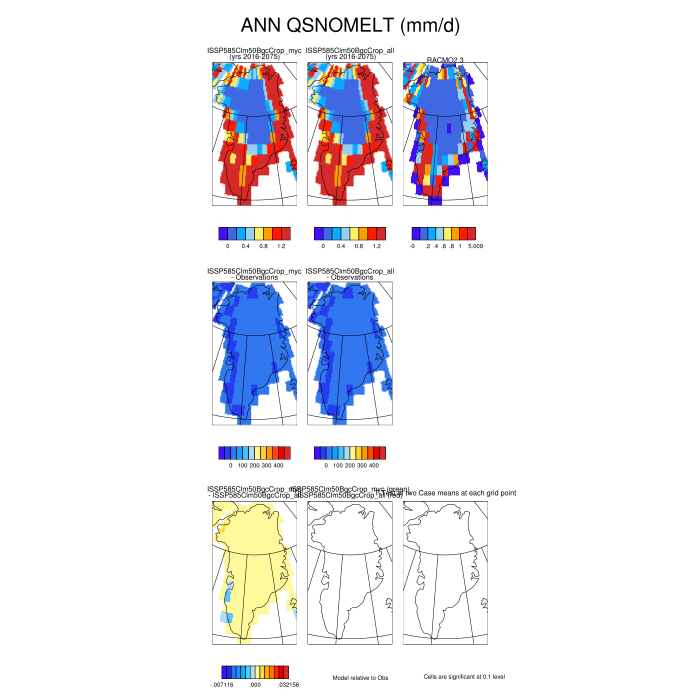 ANN QSNOMELT (mm/d)
ISSP585Clm50BgcCrop_myc ISSP585Clm50BgcCrop_all
(yrs 2016-2075) (yrs 2016-2075) RACMO2.3
0 0.4 0.8 1.2 0 0.4 0.8 1.2 -0 .2 .4 .6 .8 1 5.009
ISSP585Clm50BgcCrop_myc ISSP585Clm50BgcCrop_all
- Observations - Observations
0 100 200 300 400 0 100 200 300 400
ISSP585Clm50BgcCrop_myc (green)
- ISSP585Clm50BgcCrop_all (red) two Case means at each grid point
-.007116 .000 .032156
Model relative to Obs Cells are significant at 0.1 level